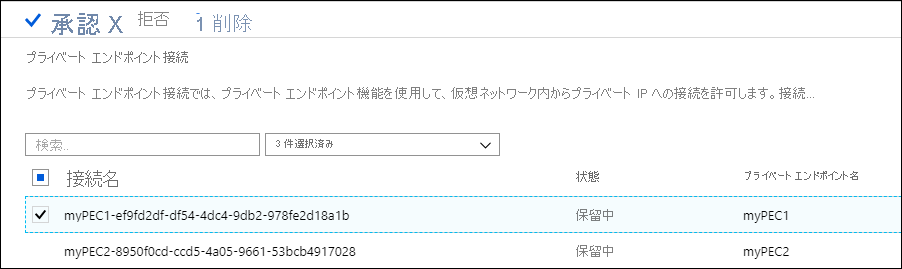 承認 X 拒否 1 削除
プライベート エンドポイント接続
プライベート エンドポイント接続では、プライベート エンドポイント機能を使用して、仮想ネットワーク内からプライベート IP への接続を許可します。接続...
検索.. 3 件選択済み
接続名 状態 プライベート エンドポイント名
myPEC1-ef9fd2df-df54-4dc4-9db2-978fe2d18a1b 保留中 myPEC1
myPEC2-8950f0cd-ccd5-4a05-9661-53bcb4917028 保留中 myPEC2